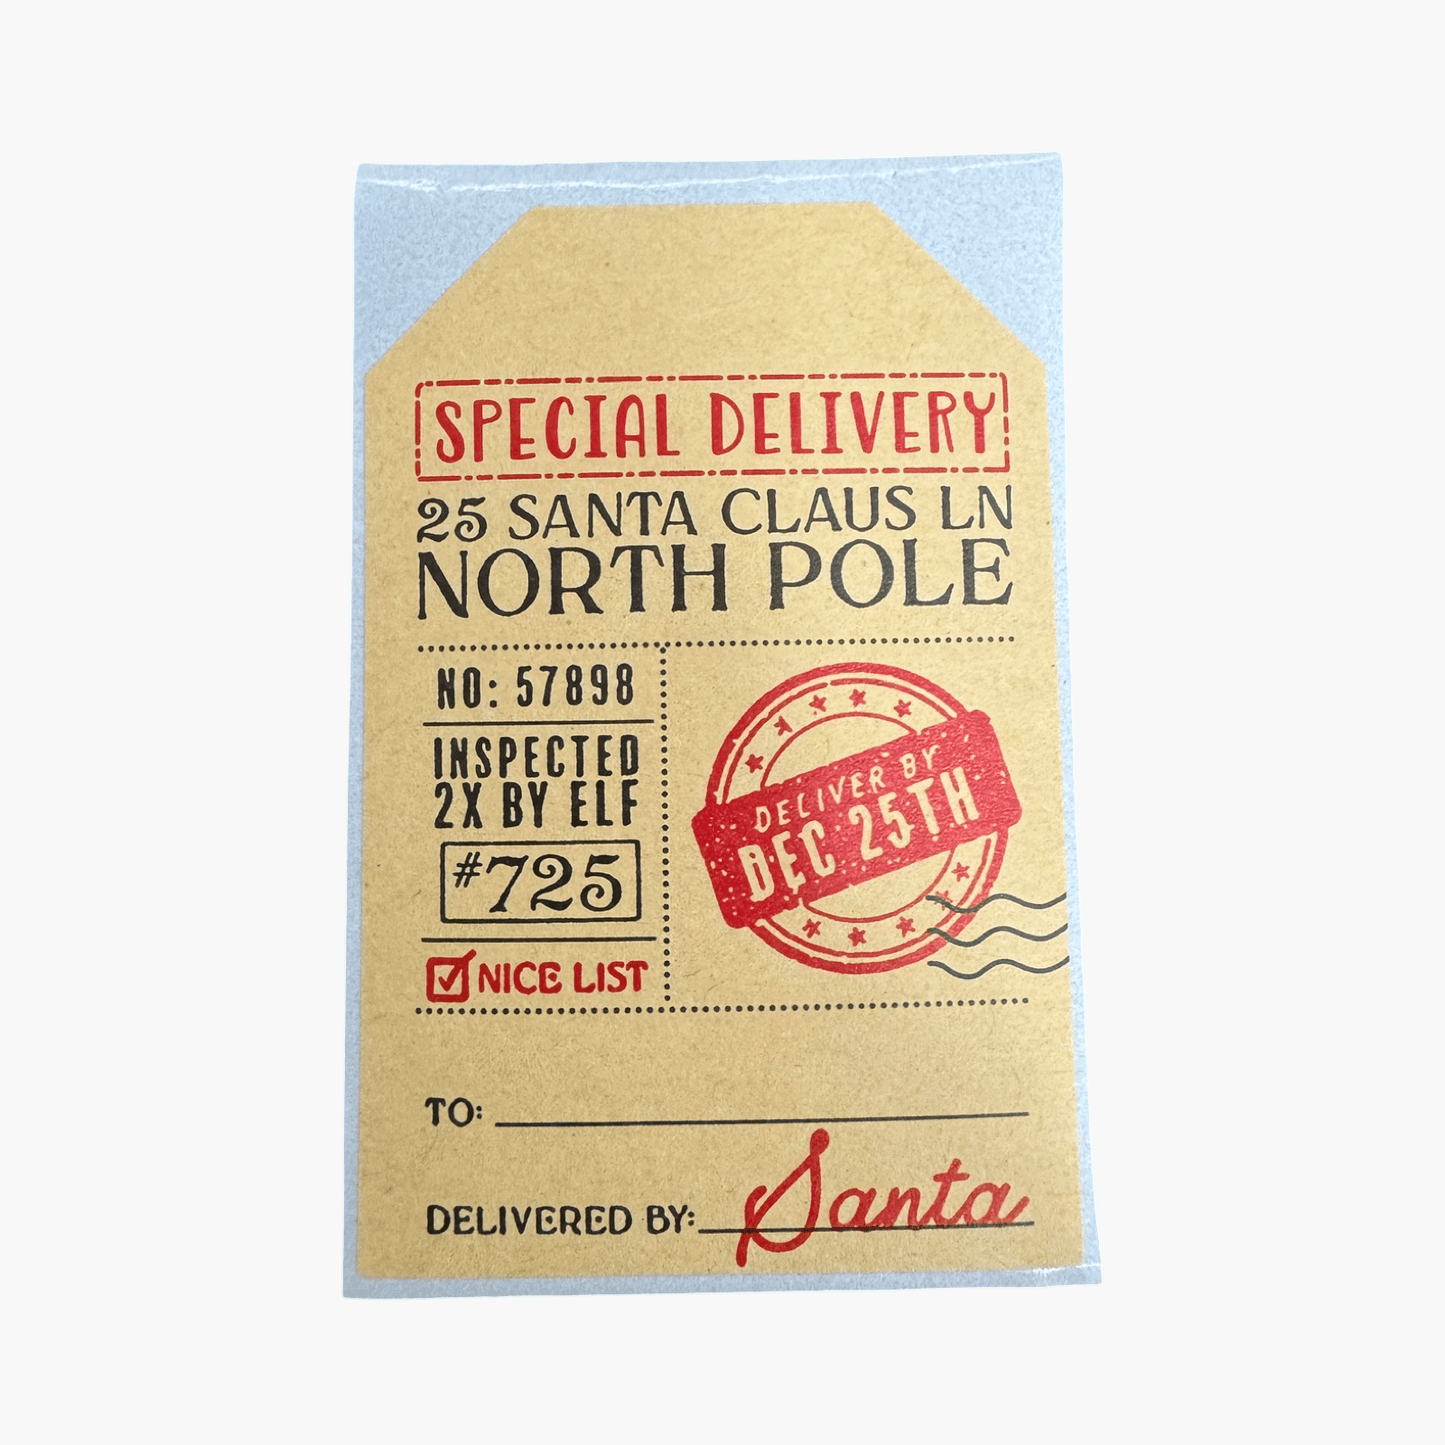 SPECIAL DELIVERY
25 SANTA CLAUS LN
NORTH POLE
NO: 57898
INSPECTED
2X BY ELF
#725
NICE LIST
DELIVER BY
DEC 25TH
TO:
DELIVERED BY: Santa